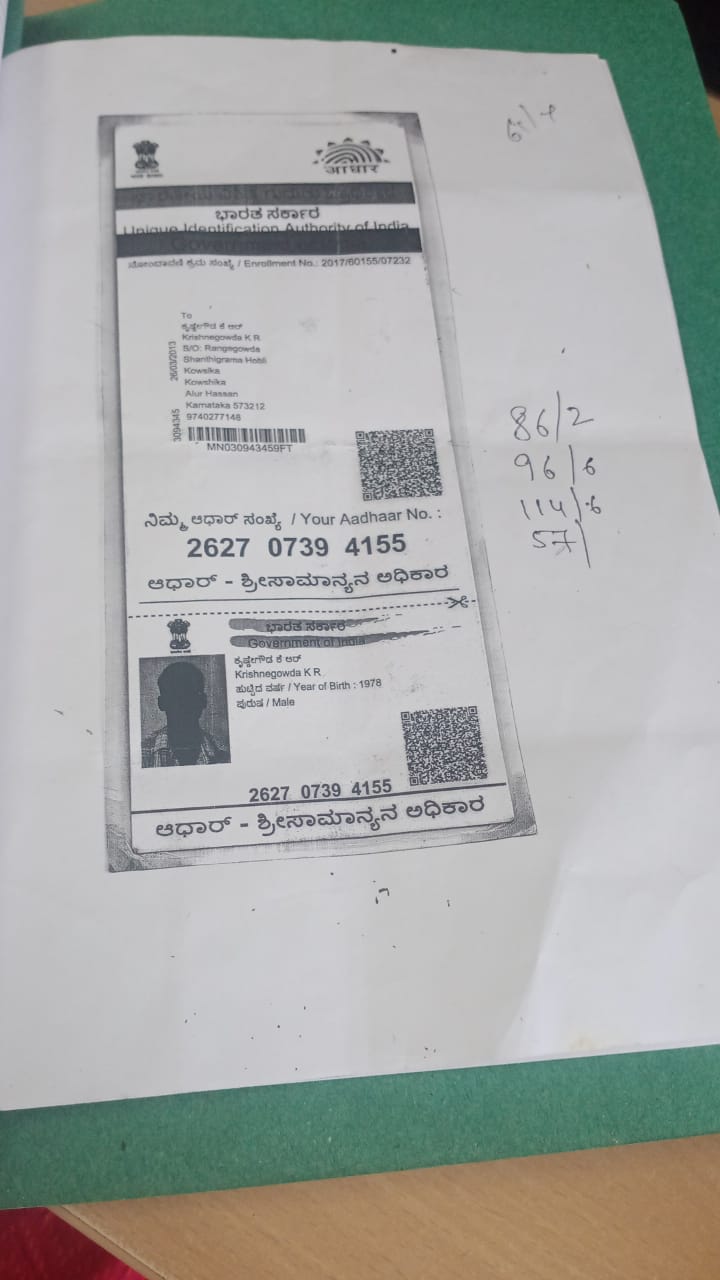 आधार
ಭಾರತ ಸರ್ಕಾರ
Unique Identification Authority of India
Government of India
ನೋಂದಾವಣೆ ಕ್ರಮ ಸಂಖ್ಯೆ / Enrollment No.: 2017/60155/07232
To
ಕೃಷ್ಣೇಗೌಡ ಕೆ ಆರ್
Krishnegowda K R
S/O: Rangegowda
Shanthigrama Hobli
Kowsika
Kowshika
Alur Hassan
Karnataka 573212
9740277148
26/03/2013
3094345
MN030943459FT
ನಿಮ್ಮ ಆಧಾರ್ ಸಂಖ್ಯೆ / Your Aadhaar No. :
2627 0739 4155
ಆಧಾರ್ - ಶ್ರೀಸಾಮಾನ್ಯನ ಅಧಿಕಾರ
ಭಾರತ ಸರ್ಕಾರ
Government of India
ಕೃಷ್ಣೇಗೌಡ ಕೆ ಆರ್
Krishnegowda K R
ಹುಟ್ಟಿದ ವರ್ಷ / Year of Birth : 1978
ಪುರುಷ / Male
2627 0739 4155
ಆಧಾರ್ - ಶ್ರೀಸಾಮಾನ್ಯನ ಅಧಿಕಾರ
86/2
96/6
114/
57/